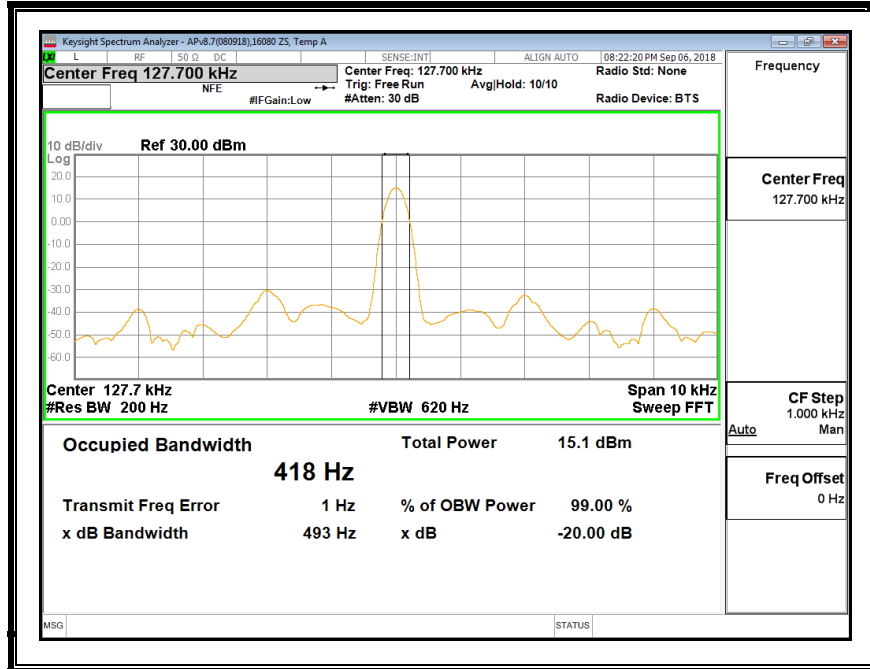 Keysight Spectrum Analyzer - APv8.7(080918),16080 ZS, Temp A
LXI L RF 50 Ω DC SENSE:INT ALIGN AUTO 08:22:20 PM Sep 06, 2018
Center Freq 127.700 kHz
NFE
#IFGain:Low
Center Freq: 127.700 kHz
Trig: Free Run Avg|Hold: 10/10
#Atten: 30 dB
Radio Std: None
Radio Device: BTS
10 dB/div Ref 30.00 dBm
Log
20.0
10.0
0.00
-10.0
-20.0
-30.0
-40.0
-50.0
-60.0
Center 127.7 kHz Span 10 kHz
#Res BW 200 Hz #VBW 620 Hz Sweep FFT
Occupied Bandwidth Total Power 15.1 dBm
418 Hz
Transmit Freq Error 1 Hz % of OBW Power 99.00 %
x dB Bandwidth 493 Hz x dB -20.00 dB
Frequency
Center Freq
127.700 kHz
CF Step
1.000 kHz
Auto Man
Freq Offset
0 Hz
MSG STATUS